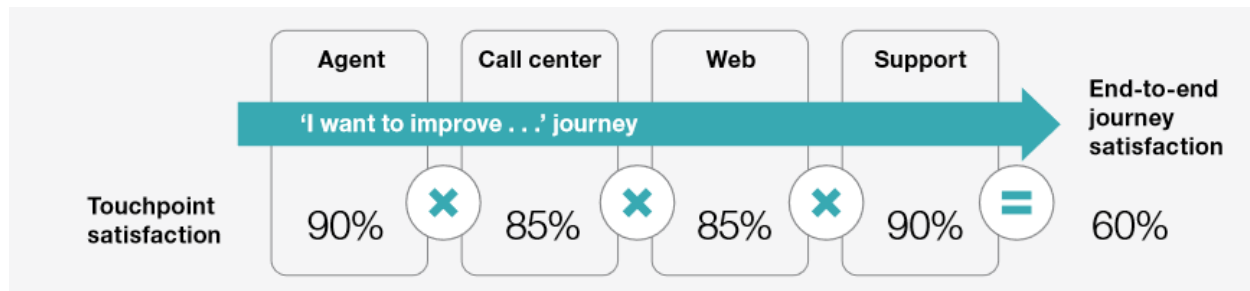 Agent
Call center
Web
Support
‘I want to improve . . .’ journey
End-to-end
journey
satisfaction
Touchpoint
satisfaction
90% × 85% × 85% × 90% = 60%